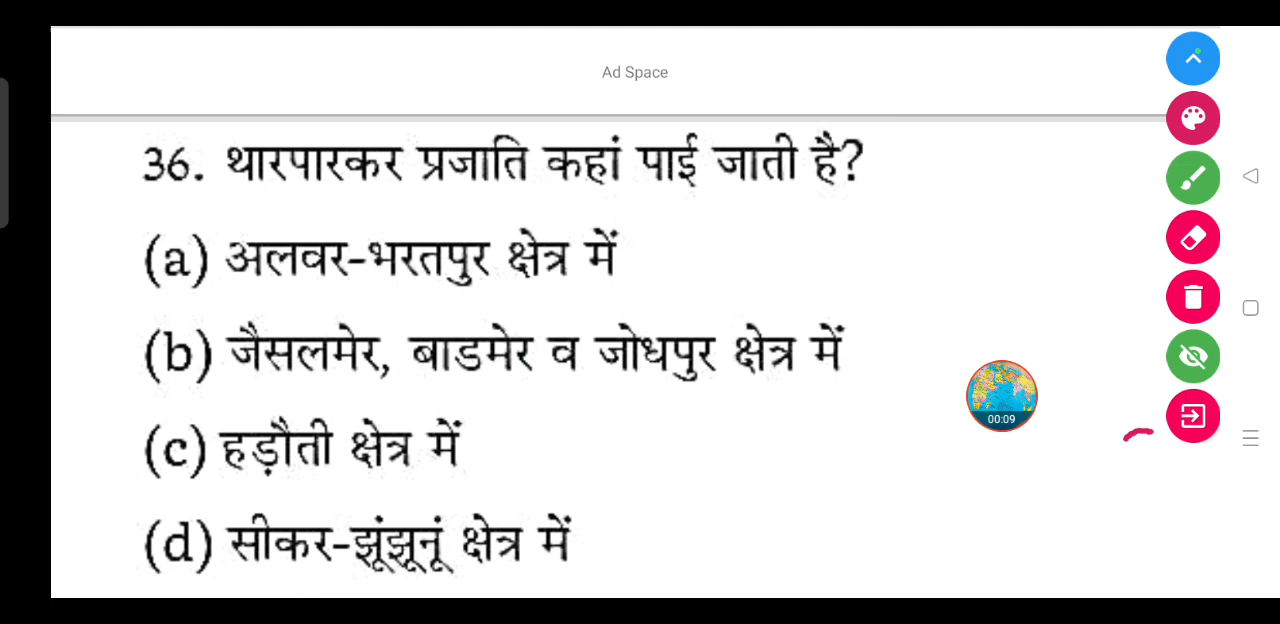 Ad Space
36. थारपारकर प्रजाति कहां पाई जाती है?
(a) अलवर-भरतपुर क्षेत्र में
(b) जैसलमेर, बाडमेर व जोधपुर क्षेत्र में
(c) हड़ौती क्षेत्र में
(d) सीकर-झूंझूनूं क्षेत्र में
00:09